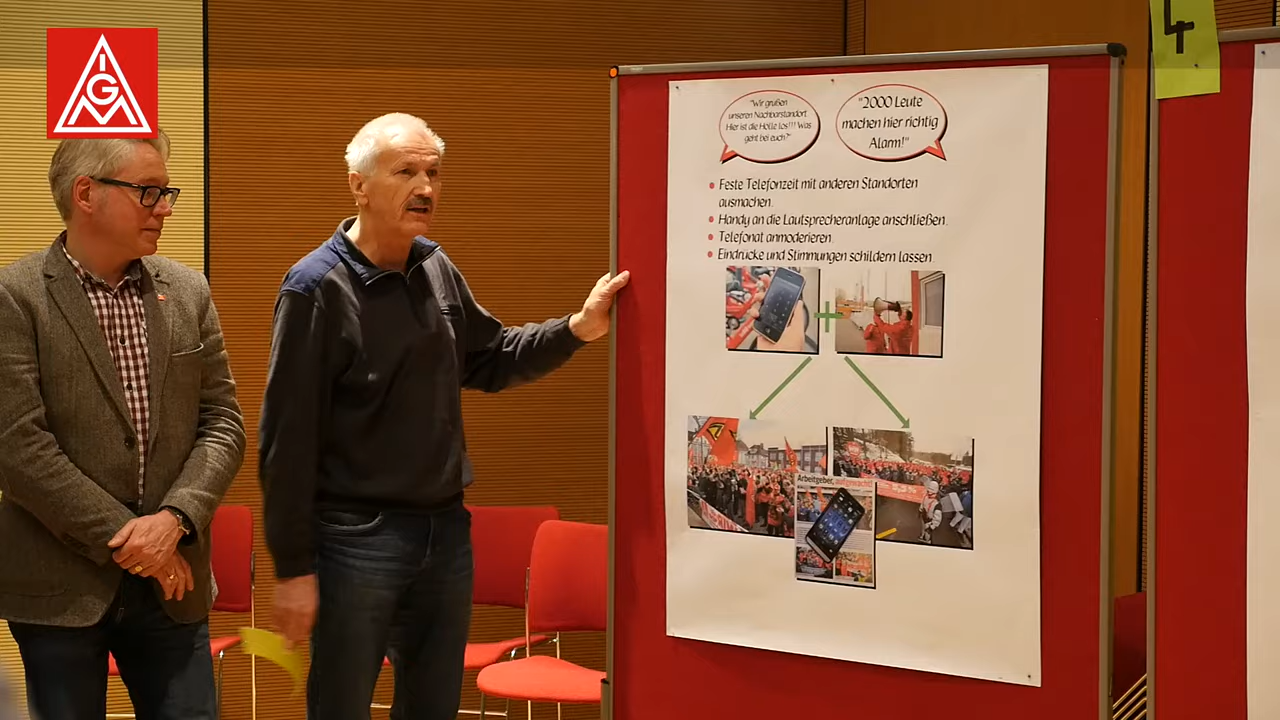 IGM
4
"Wir grüßen
unseren Nachbarstandort.
Hier ist die Hölle los!!! Was
geht bei euch?"
"2000 Leute
machen hier richtig
Alarm!"
Feste Telefonzeit mit anderen Standorten
ausmachen.
Handy an die Lautsprecheranlage anschließen.
Telefonat anmoderieren.
Eindrücke und Stimmungen schildern lassen.
+
Arbeitgeber, aufgewacht!